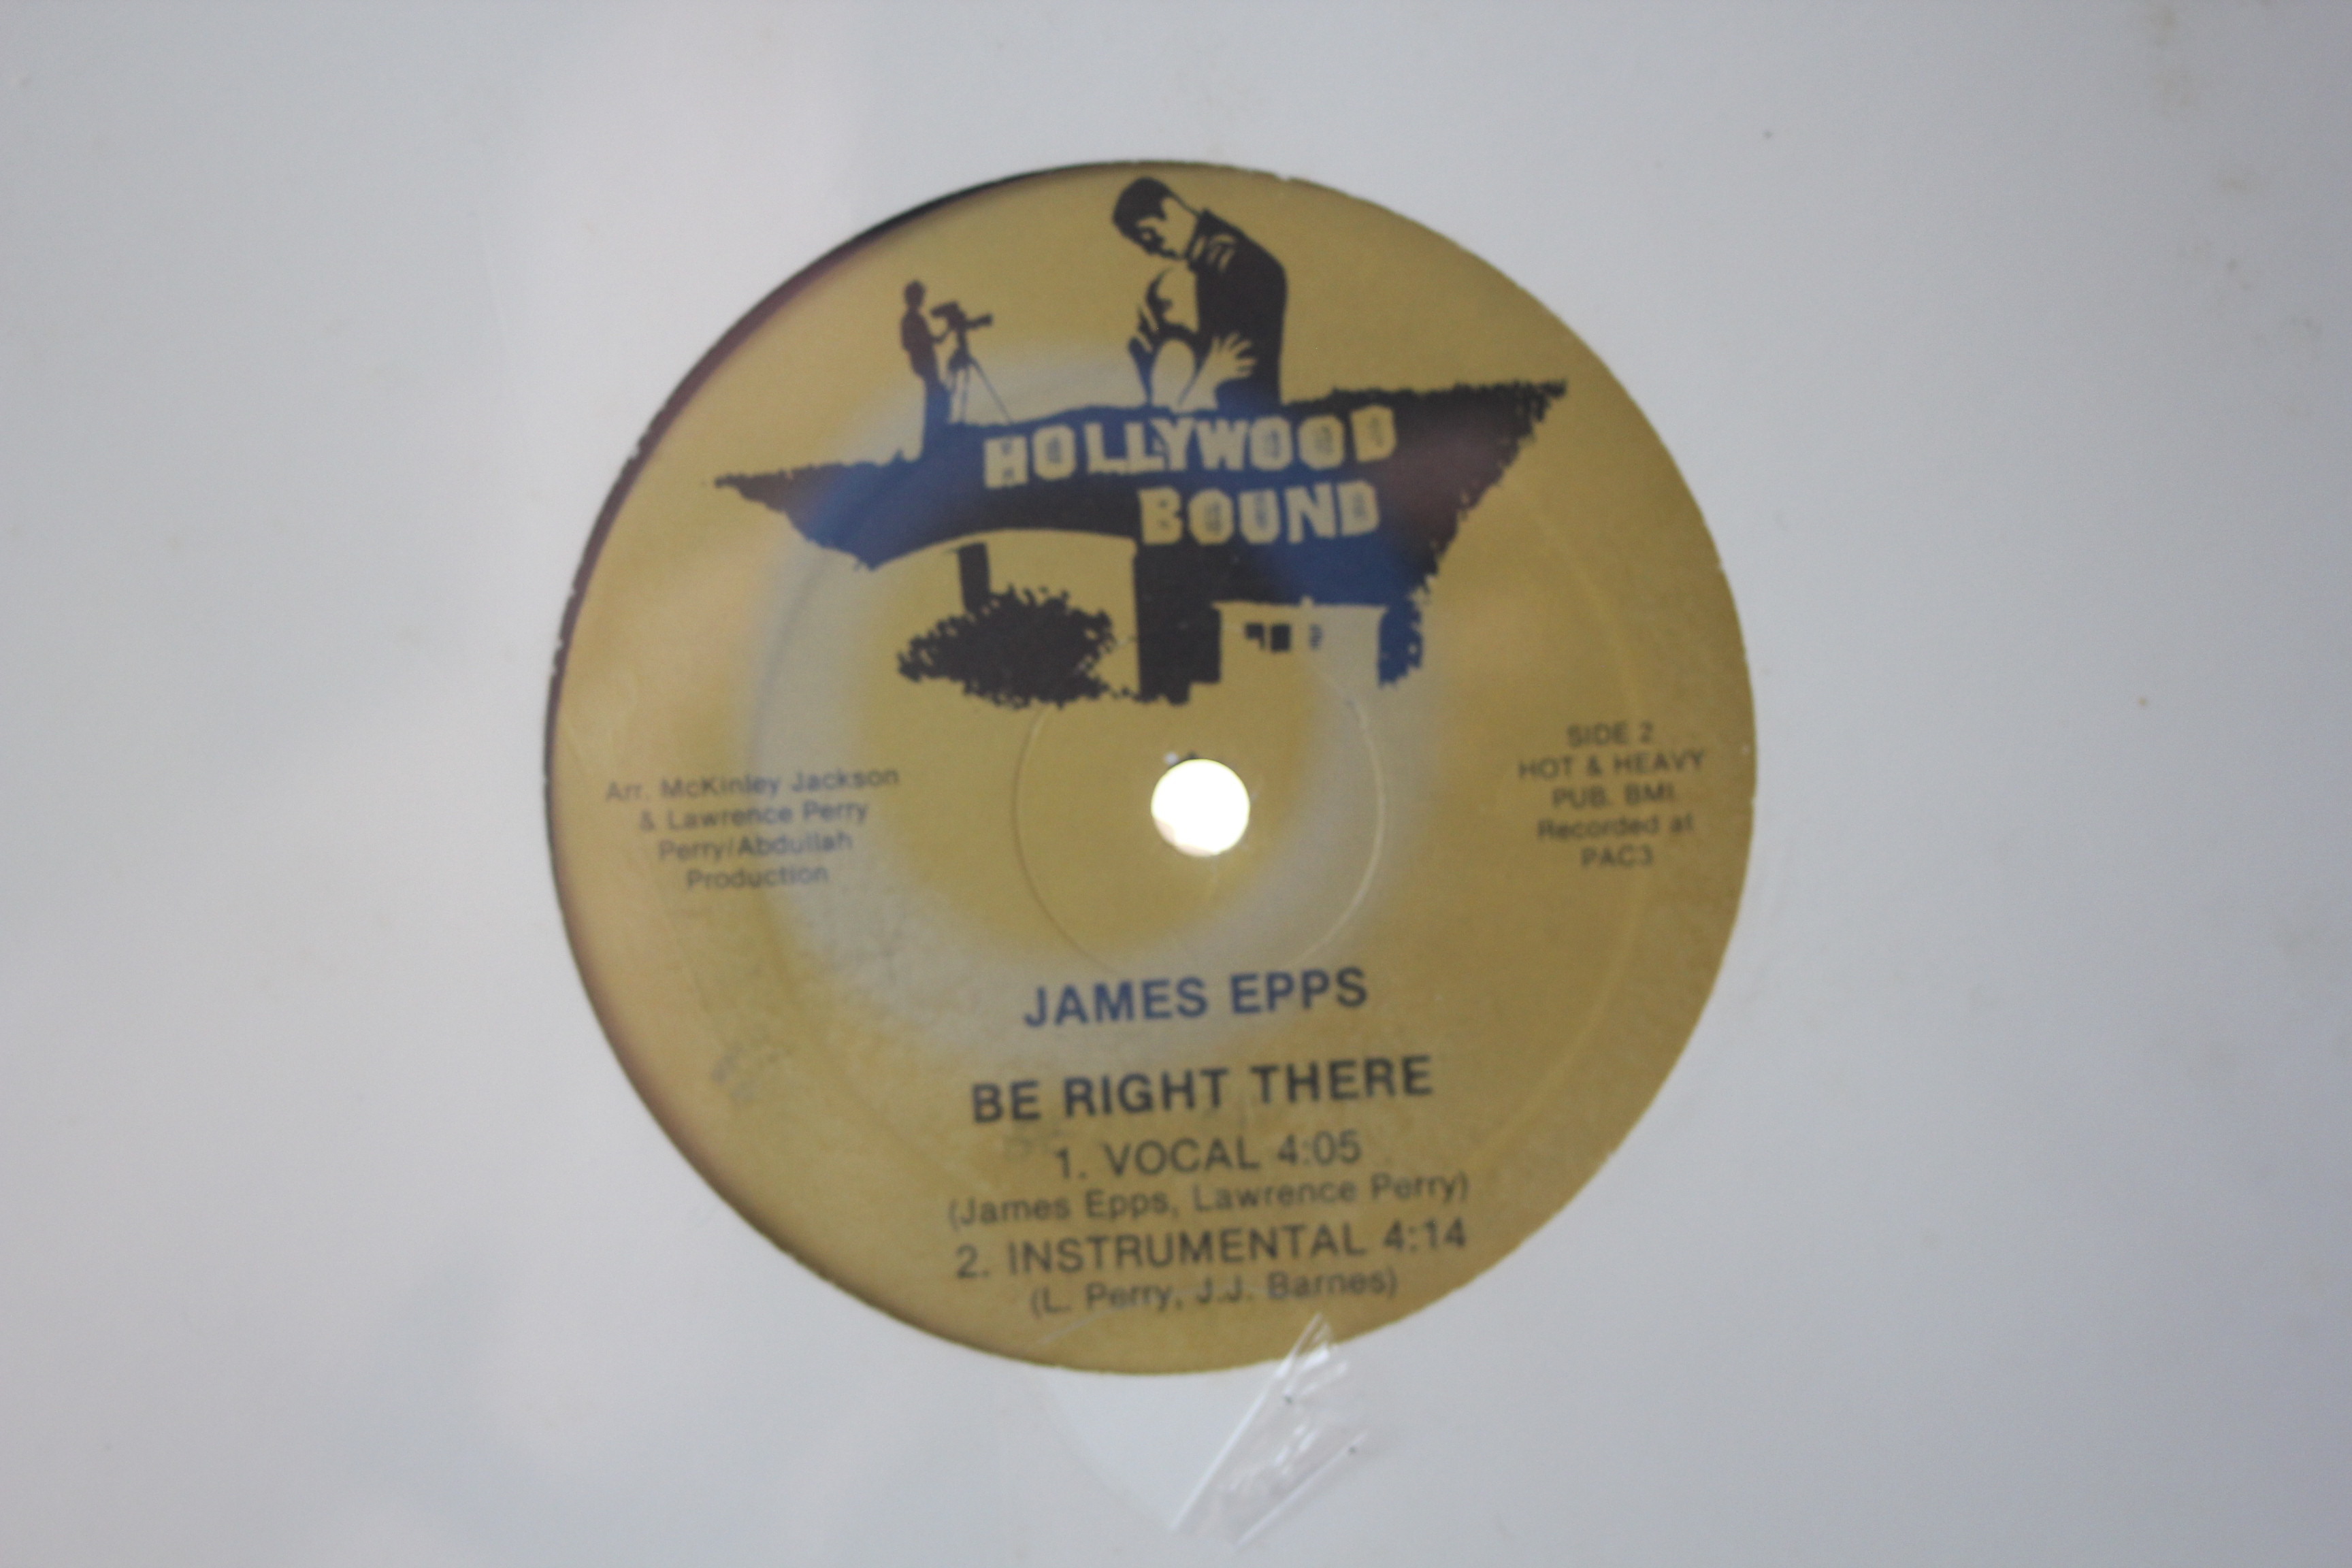 HOLLYWOOD
BOUND
Arr. McKinley Jackson
& Lawrence Perry
Perry/Abdullah
Production
SIDE 2
HOT & HEAVY
PUB. BMI
Recorded at
PAC3
JAMES EPPS
BE RIGHT THERE
1. VOCAL 4:05
(James Epps, Lawrence Perry)
2. INSTRUMENTAL 4:14
(L. Perry, J.J. Barnes)